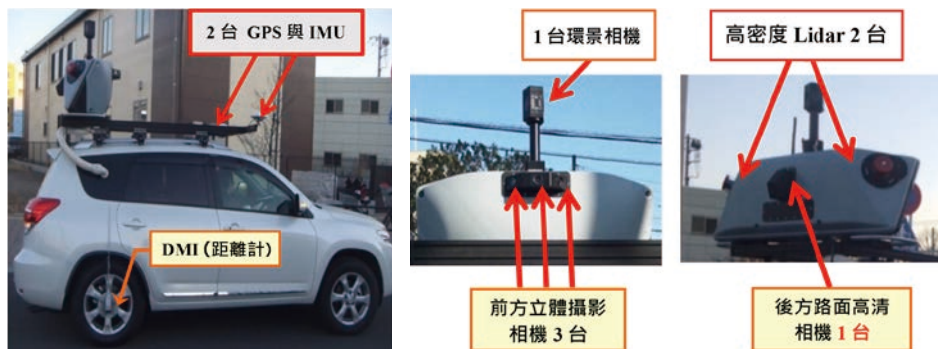 2 台 GPS 與 IMU
DMI（距離計）
1 台環景相機
前方立體攝影
相機 3 台
高密度 Lidar 2 台
後方路面高清
相機 1 台